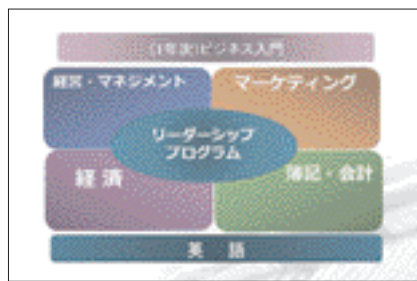 (1年次)ビジネス入門
経営・マネジメント
マーケティング
リーダーシップ
プログラム
経済
簿記・会計
英 語